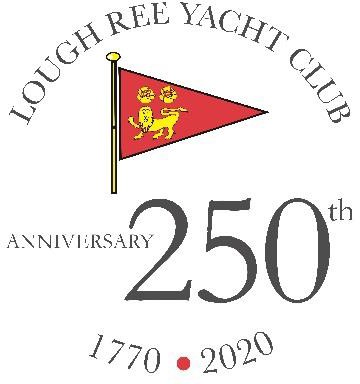 LOUGH REE YACHT CLUB
ANNIVERSARY 250th
1770 • 2020